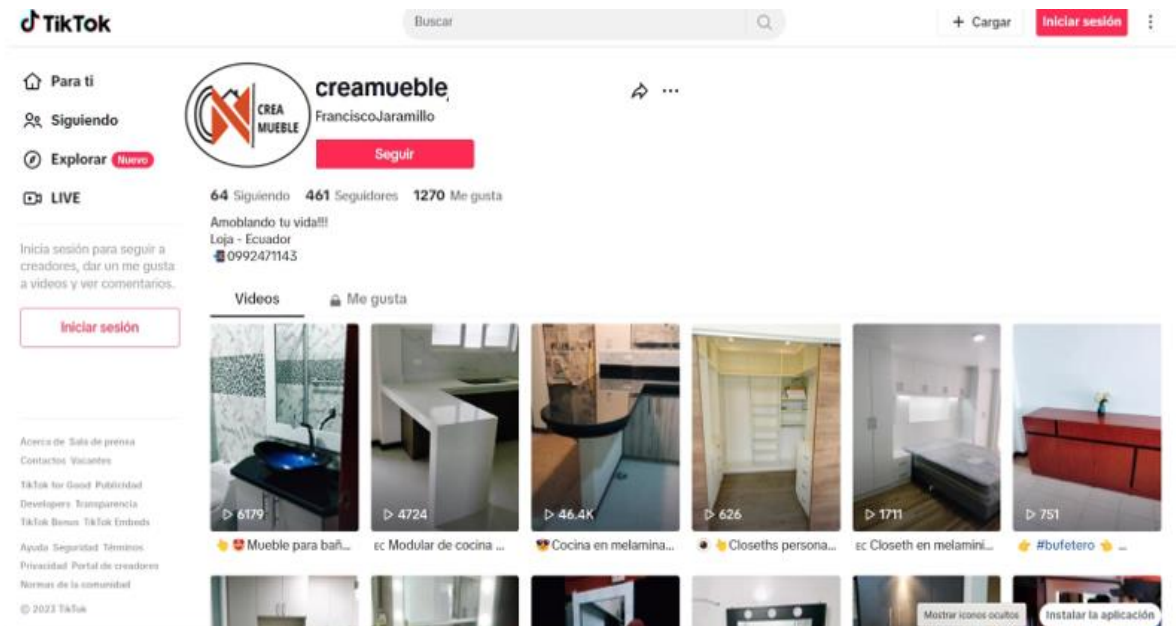 TikTok
Buscar
+ Cargar
Iniciar sesión
Para ti
Siguiendo
Explorar Nuevo
LIVE
Inicia sesión para seguir a
creadores, dar un me gusta
a videos y ver comentarios.
Iniciar sesión
Acerca de Sala de prensa
Contactos Vacantes
TikTok for Good Publicidad
Developers Transparencia
TikTok Bonus TikTok Embeds
Ayuda Seguridad Términos
Privacidad Portal de creadores
Normas de la comunidad
© 2023 TikTok
CREA
MUEBLE
creamueble
FranciscoJaramillo
Seguir
64 Siguiendo 461 Seguidores 1270 Me gusta
Amoblando tu vida!!!
Loja - Ecuador
📲0992471143
Videos
Me gusta
6179
4724
46.4K
626
1711
751
Mueble para bañ...
EC Modular de cocina ...
Cocina en melamina...
Closeths persona...
EC Closeth en melamini...
#bufetero 👈 ...
Mostrar iconos ocultos
Instalar la aplicación